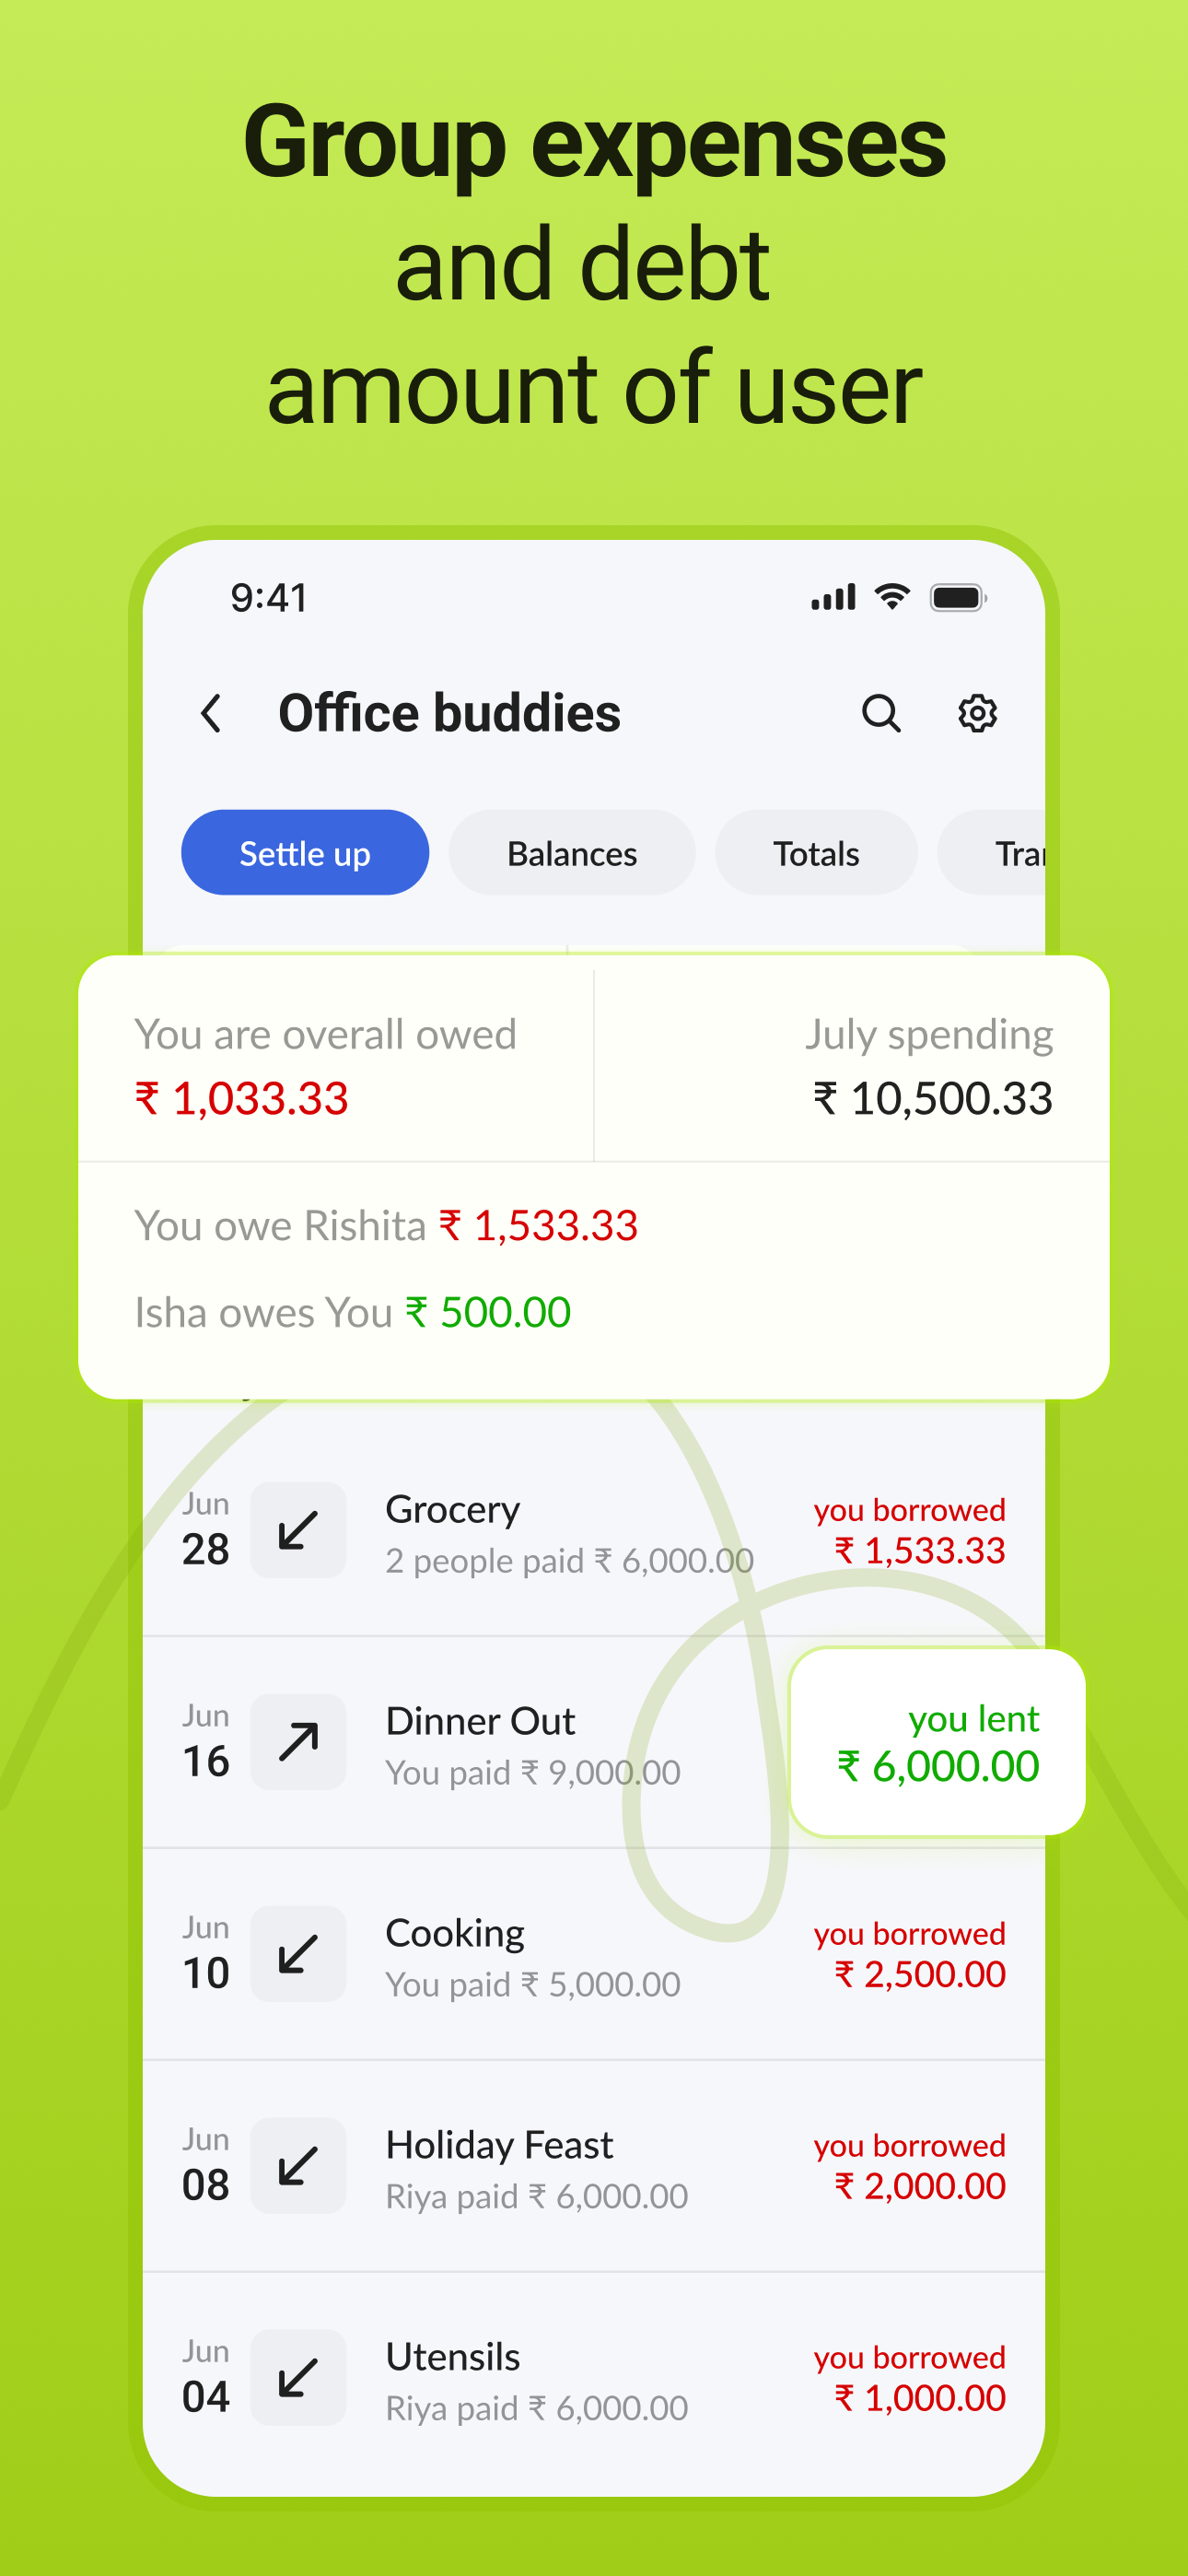 Group expenses
and debt
amount of user
9:41
Office buddies
Settle up
Balances
Totals
You are overall owed
₹ 1,033.33
July spending
₹ 10,500.33
You owe Rishita ₹ 1,533.33
Isha owes You ₹ 500.00
Jun
28
Grocery
2 people paid ₹ 6,000.00
you borrowed
₹ 1,533.33
Jun
16
Dinner Out
You paid ₹ 9,000.00
you lent
₹ 6,000.00
Jun
10
Cooking
You paid ₹ 5,000.00
you borrowed
₹ 2,500.00
Jun
08
Holiday Feast
Riya paid ₹ 6,000.00
you borrowed
₹ 2,000.00
Jun
04
Utensils
Riya paid ₹ 6,000.00
you borrowed
₹ 1,000.00